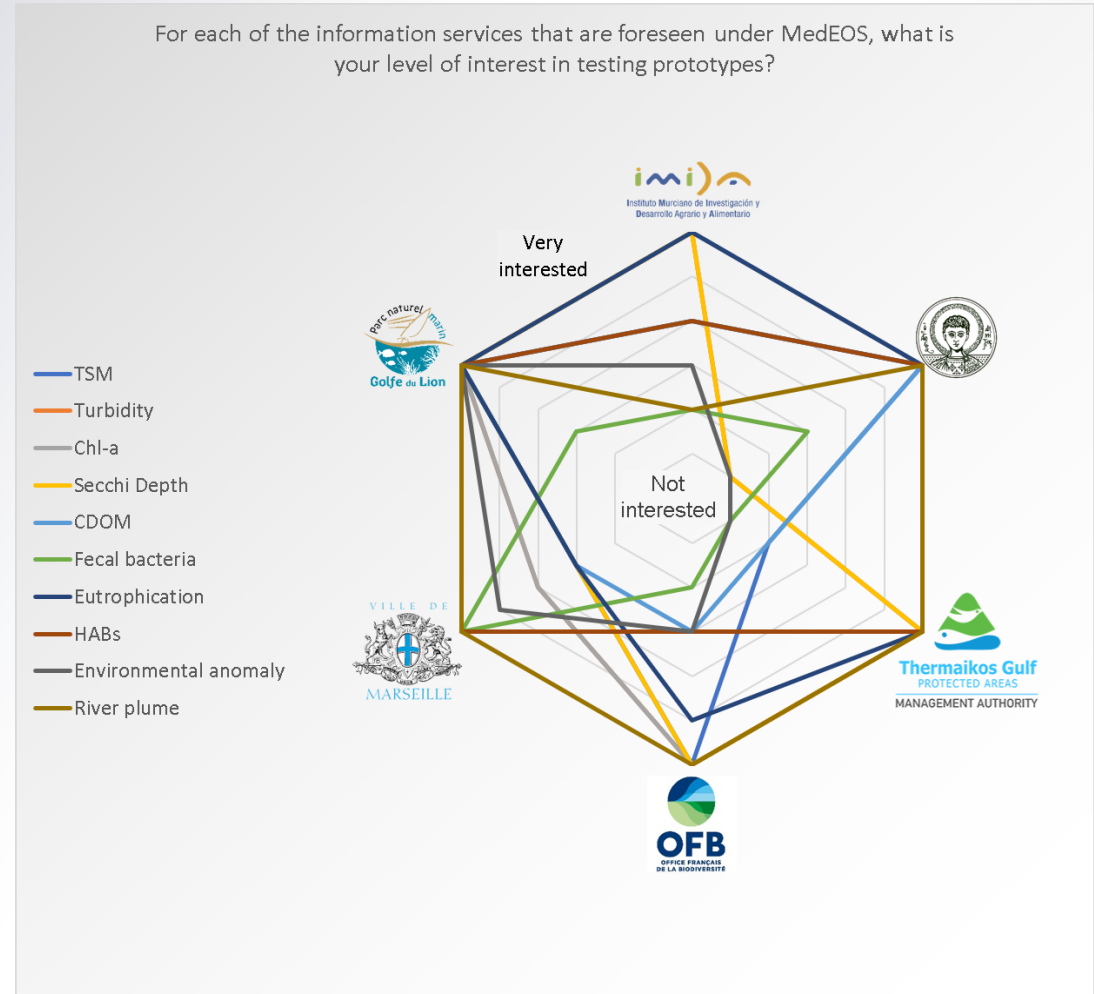 For each of the information services that are foreseen under MedEOS, what is
your level of interest in testing prototypes?
imida
Instituto Murciano de Investigación y
Desarrollo Agrario y Alimentario
Very
interested
Parc naturel marin
Golfe du Lion
TSM
Turbidity
Chl-a
Secchi Depth
CDOM
Fecal bacteria
Eutrophication
HABs
Environmental anomaly
River plume
Not
interested
VILLE DE
MARSEILLE
Thermaikos Gulf
PROTECTED AREAS
MANAGEMENT AUTHORITY
OFB
OFFICE FRANÇAIS
DE LA BIODIVERSITÉ